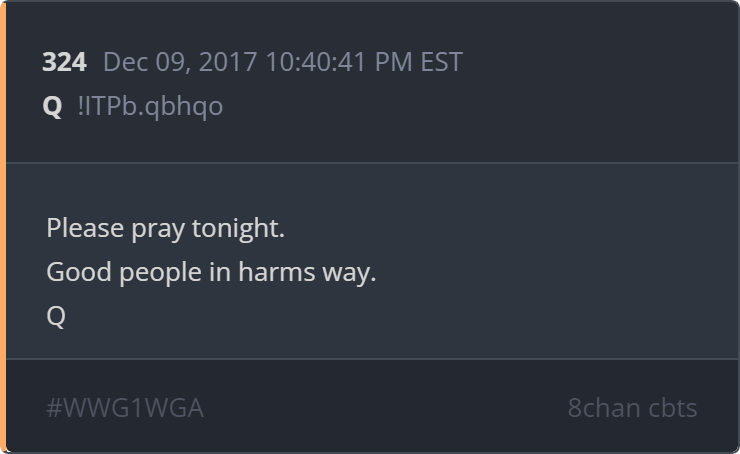 324 Dec 09, 2017 10:40:41 PM EST
Q !ITPb.qbhqo
Please pray tonight.
Good people in harms way.
Q
#WWG1WGA 8chan cbts